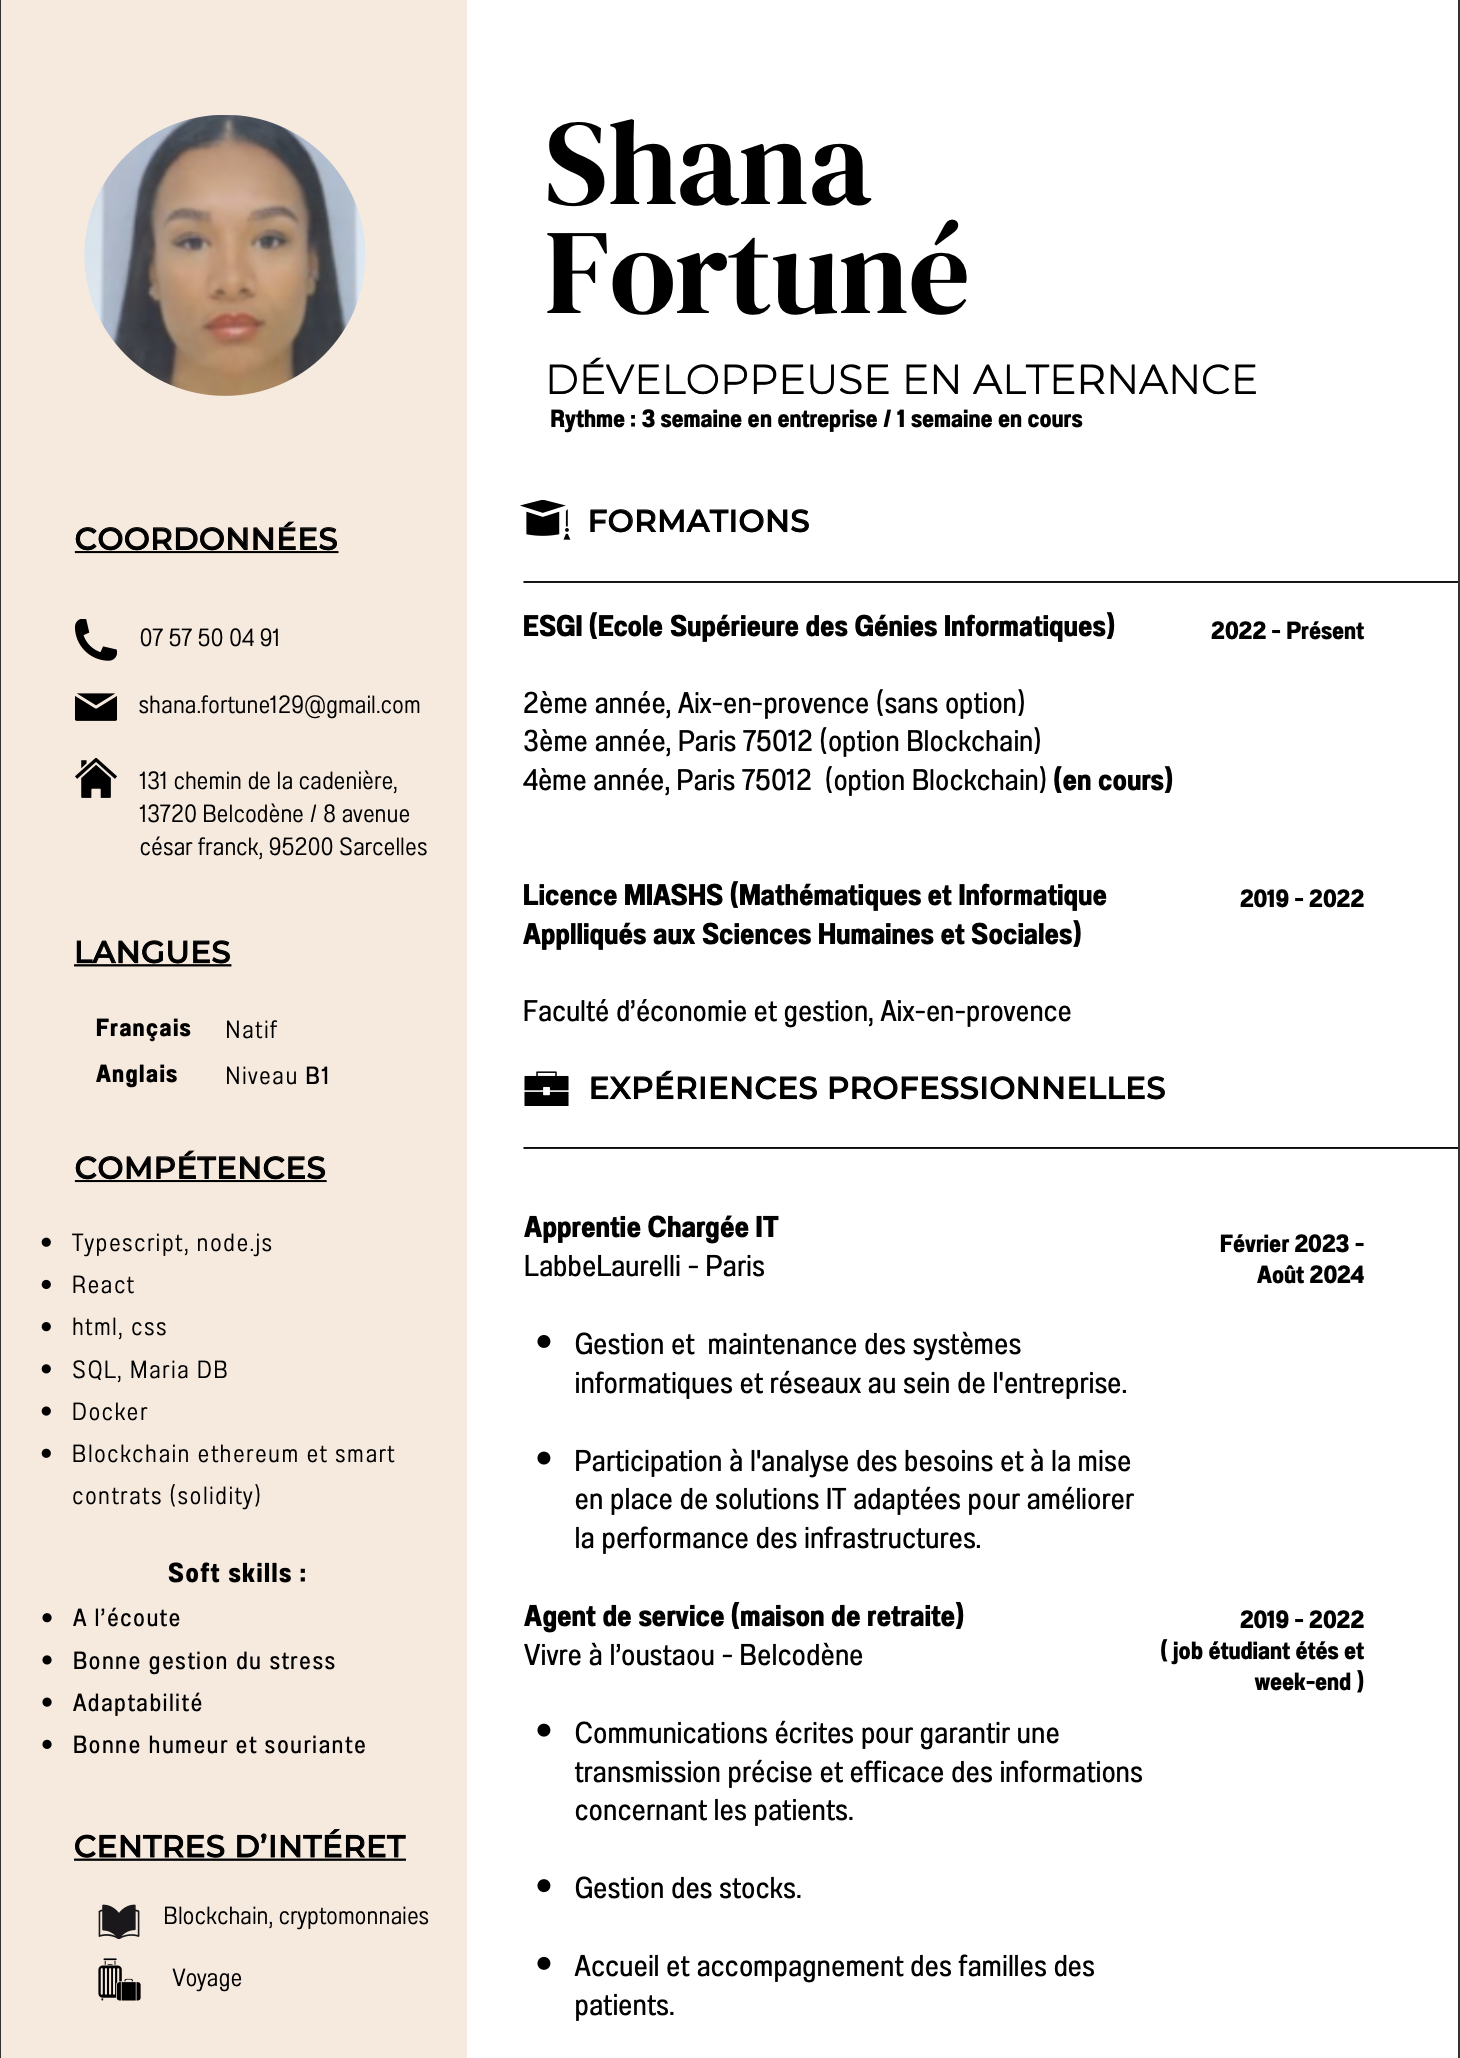 Shana
Fortuné
DÉVELOPPEUSE EN ALTERNANCE
Rythme : 3 semaine en entreprise / 1 semaine en cours
COORDONNÉES
07 57 50 04 91
shana.fortune129@gmail.com
131 chemin de la cadenière,
13720 Belcodène / 8 avenue
césar franck, 95200 Sarcelles
LANGUES
Français Natif
Anglais Niveau B1
COMPÉTENCES
• Typescript, node.js
• React
• html, css
• SQL, Maria DB
• Docker
• Blockchain ethereum et smart
contrats (solidity)
Soft skills :
• A l’écoute
• Bonne gestion du stress
• Adaptabilité
• Bonne humeur et souriante
CENTRES D’INTÉRET
Blockchain, cryptomonnaies
Voyage
FORMATIONS
ESGI (Ecole Supérieure des Génies Informatiques) 2022 - Présent
2ème année, Aix-en-provence (sans option)
3ème année, Paris 75012 (option Blockchain)
4ème année, Paris 75012  (option Blockchain) (en cours)
Licence MIASHS (Mathématiques et Informatique 2019 - 2022
Applliqués aux Sciences Humaines et Sociales)
Faculté d’économie et gestion, Aix-en-provence
EXPÉRIENCES PROFESSIONNELLES
Apprentie Chargée IT
LabbeLaurelli - Paris
Février 2023 -
Août 2024
• Gestion et  maintenance des systèmes
informatiques et réseaux au sein de l'entreprise.
• Participation à l'analyse des besoins et à la mise
en place de solutions IT adaptées pour améliorer
la performance des infrastructures.
Agent de service (maison de retraite)
Vivre à l’oustaou - Belcodène
2019 - 2022
( job étudiant étés et
week-end )
• Communications écrites pour garantir une
transmission précise et efficace des informations
concernant les patients.
• Gestion des stocks.
• Accueil et accompagnement des familles des
patients.